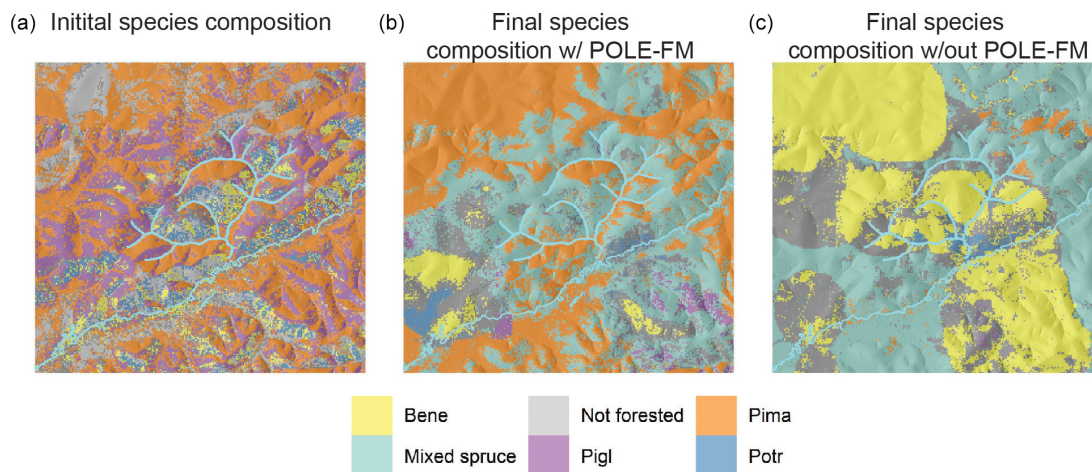 (a) Initital species composition
(b) Final species
composition w/ POLE-FM
(c) Final species
composition w/out POLE-FM
Bene
Not forested
Pima
Mixed spruce
Pigl
Potr